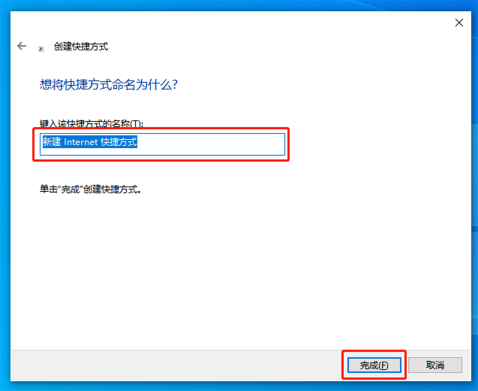 创建快捷方式
想将快捷方式命名为什么?
键入该快捷方式的名称(T):
新建 Internet 快捷方式
单击"完成"创建快捷方式。
完成(F)
取消